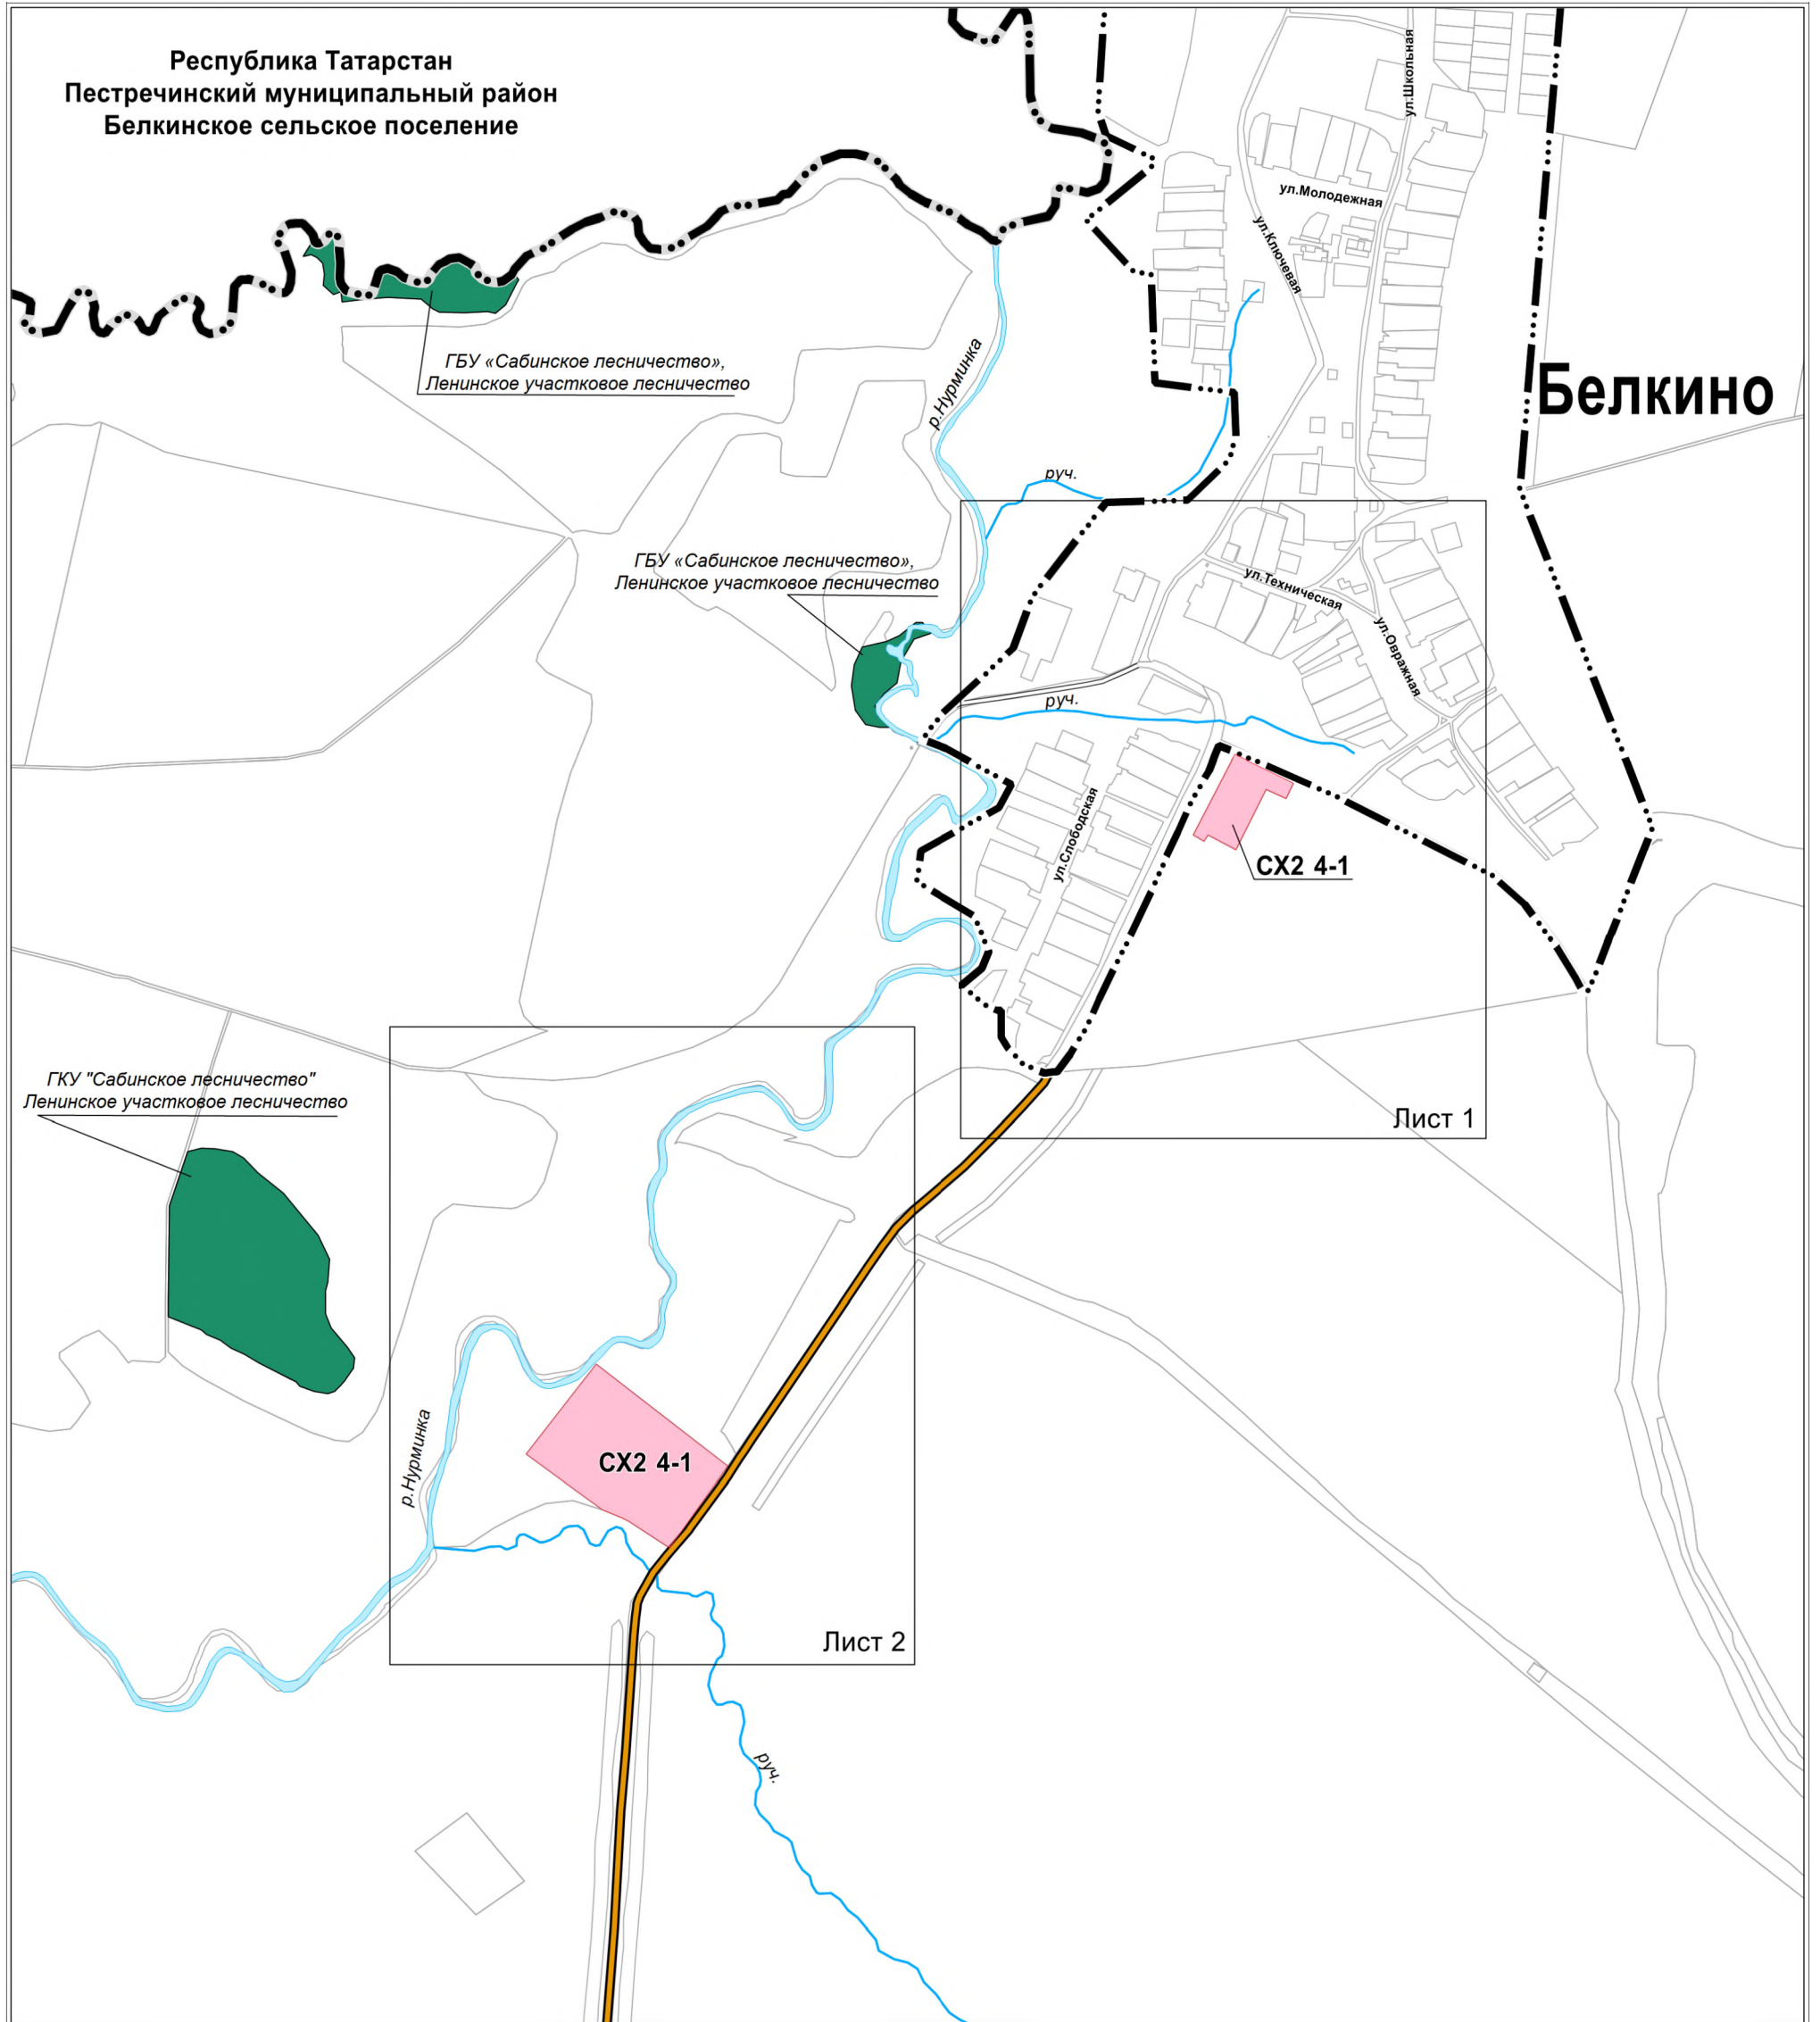 Республика Татарстан
Пестречинский муниципальный район
Белкинское сельское поселение
ул.Школьная
ул.Молодежная
ул.Ключевая
ГБУ «Сабинское лесничество»,
Ленинское участковое лесничество
р.Нурминка
Белкино
руч.
ГБУ «Сабинское лесничество»,
Ленинское участковое лесничество
ул.Техническая
ул.Овражная
руч.
ул.Слободская
СХ2 4-1
ГКУ "Сабинское лесничество"
Ленинское участковое лесничество
Лист 1
р.Нурминка
СХ2 4-1
Лист 2
руч.